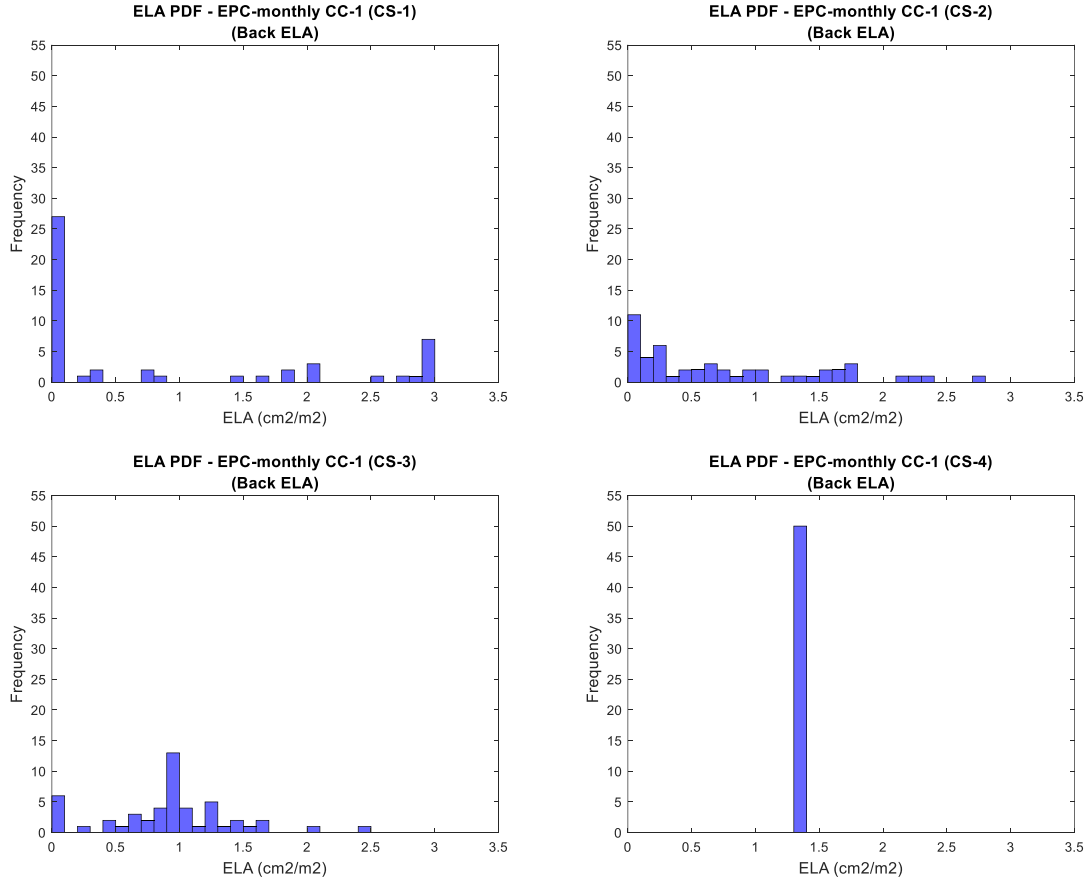 ELA PDF - EPC-monthly CC-1 (CS-1)
(Back ELA)
55
50
45
40
35
30
25
20
15
10
5
0
Frequency
0 0.5 1 1.5 2 2.5 3 3.5
ELA (cm2/m2)
ELA PDF - EPC-monthly CC-1 (CS-2)
(Back ELA)
55
50
45
40
35
30
25
20
15
10
5
0
Frequency
0 0.5 1 1.5 2 2.5 3 3.5
ELA (cm2/m2)
ELA PDF - EPC-monthly CC-1 (CS-3)
(Back ELA)
55
50
45
40
35
30
25
20
15
10
5
0
Frequency
0 0.5 1 1.5 2 2.5 3 3.5
ELA (cm2/m2)
ELA PDF - EPC-monthly CC-1 (CS-4)
(Back ELA)
55
50
45
40
35
30
25
20
15
10
5
0
Frequency
0 0.5 1 1.5 2 2.5 3 3.5
ELA (cm2/m2)